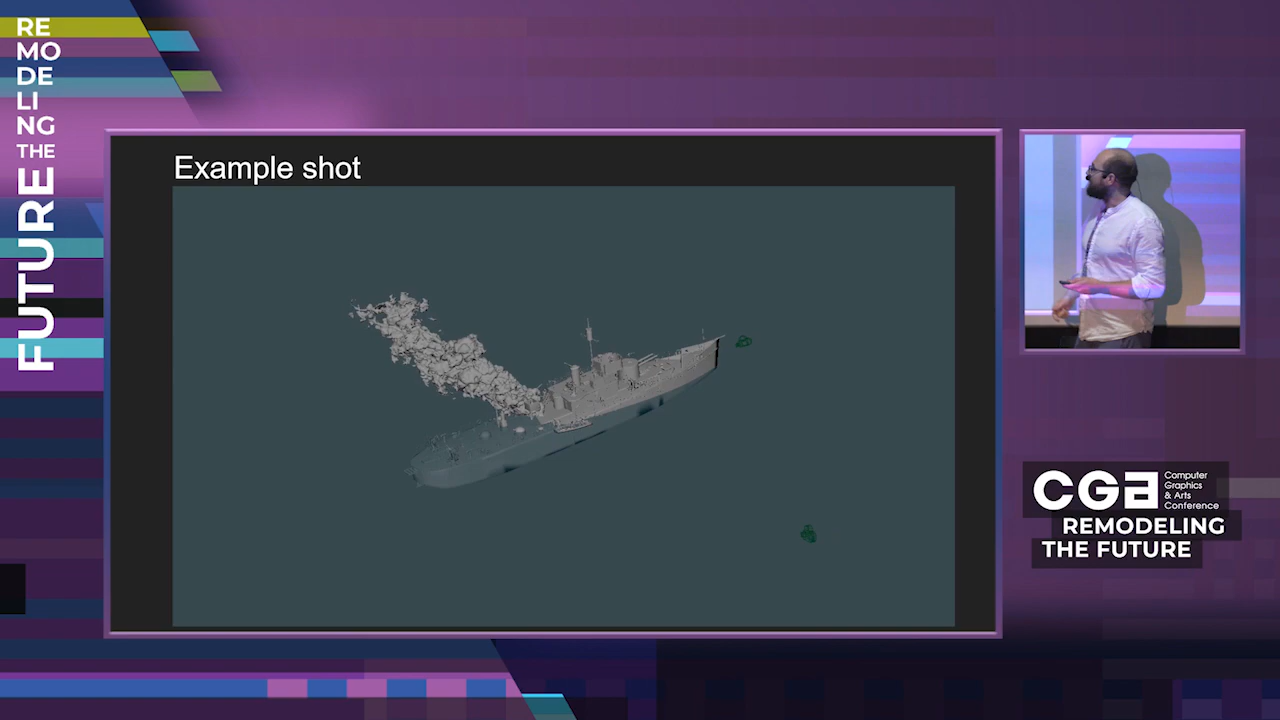 RE
MO
DE
LI
NG
THE
FUTURE
Example shot
CGA Computer
Graphics
& Arts
Conference
REMODELING
THE FUTURE